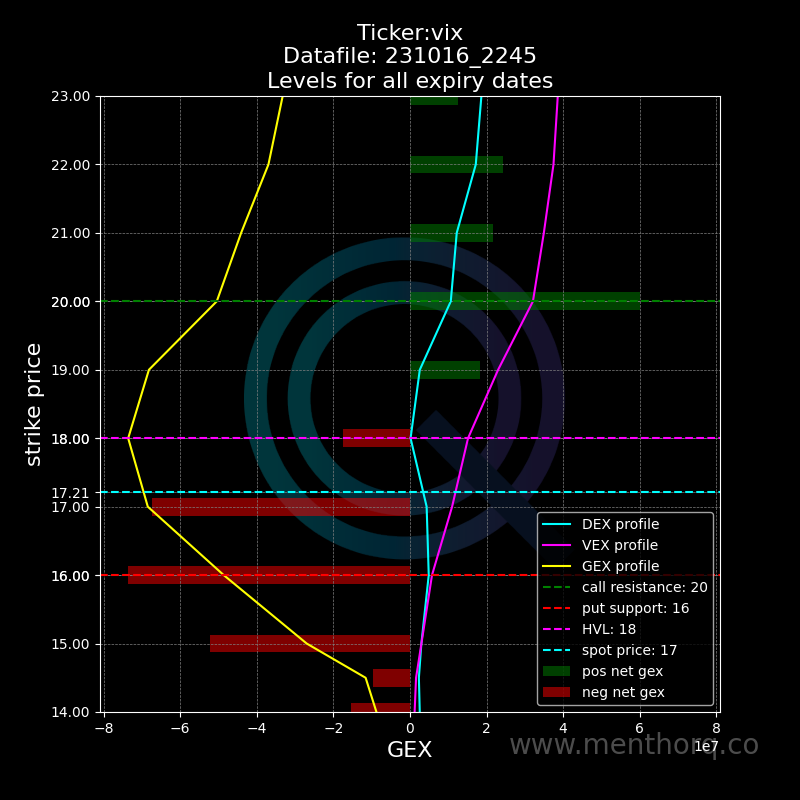 Ticker:vix
Datafile: 231016_2245
Levels for all expiry dates
23.00
22.00
21.00
20.00
19.00
18.00
17.21
17.00
16.00
15.00
14.00
strike price
DEX profile
VEX profile
GEX profile
call resistance: 20
put support: 16
HVL: 18
spot price: 17
pos net gex
neg net gex
−8 −6 −4 −2 0 2 4 6 8
1e7
GEX
www.menthorq.co